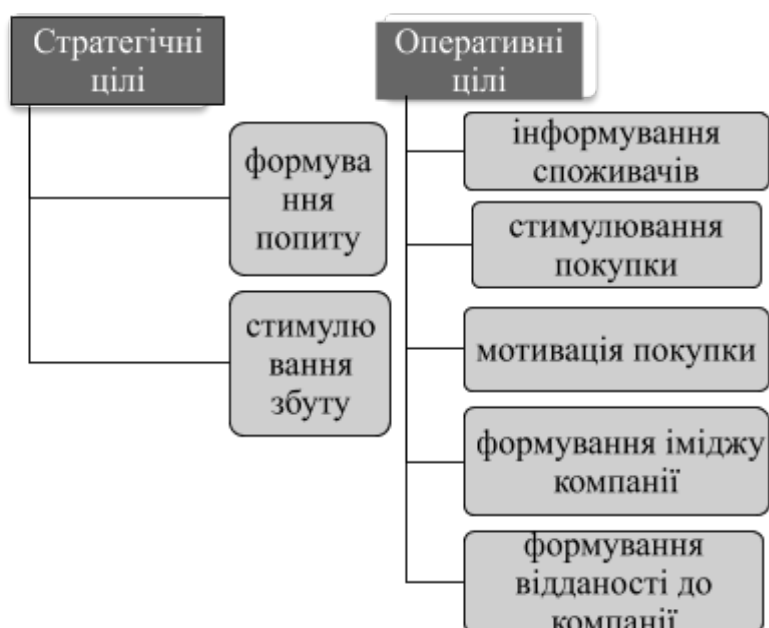 Стратегічні
цілі
формува
ння
попиту
стимулю
вання
збуту
Оперативні
цілі
інформування
споживачів
стимулювання
покупки
мотивація покупки
формування іміджу
компанії
формування
відданості до
компанії